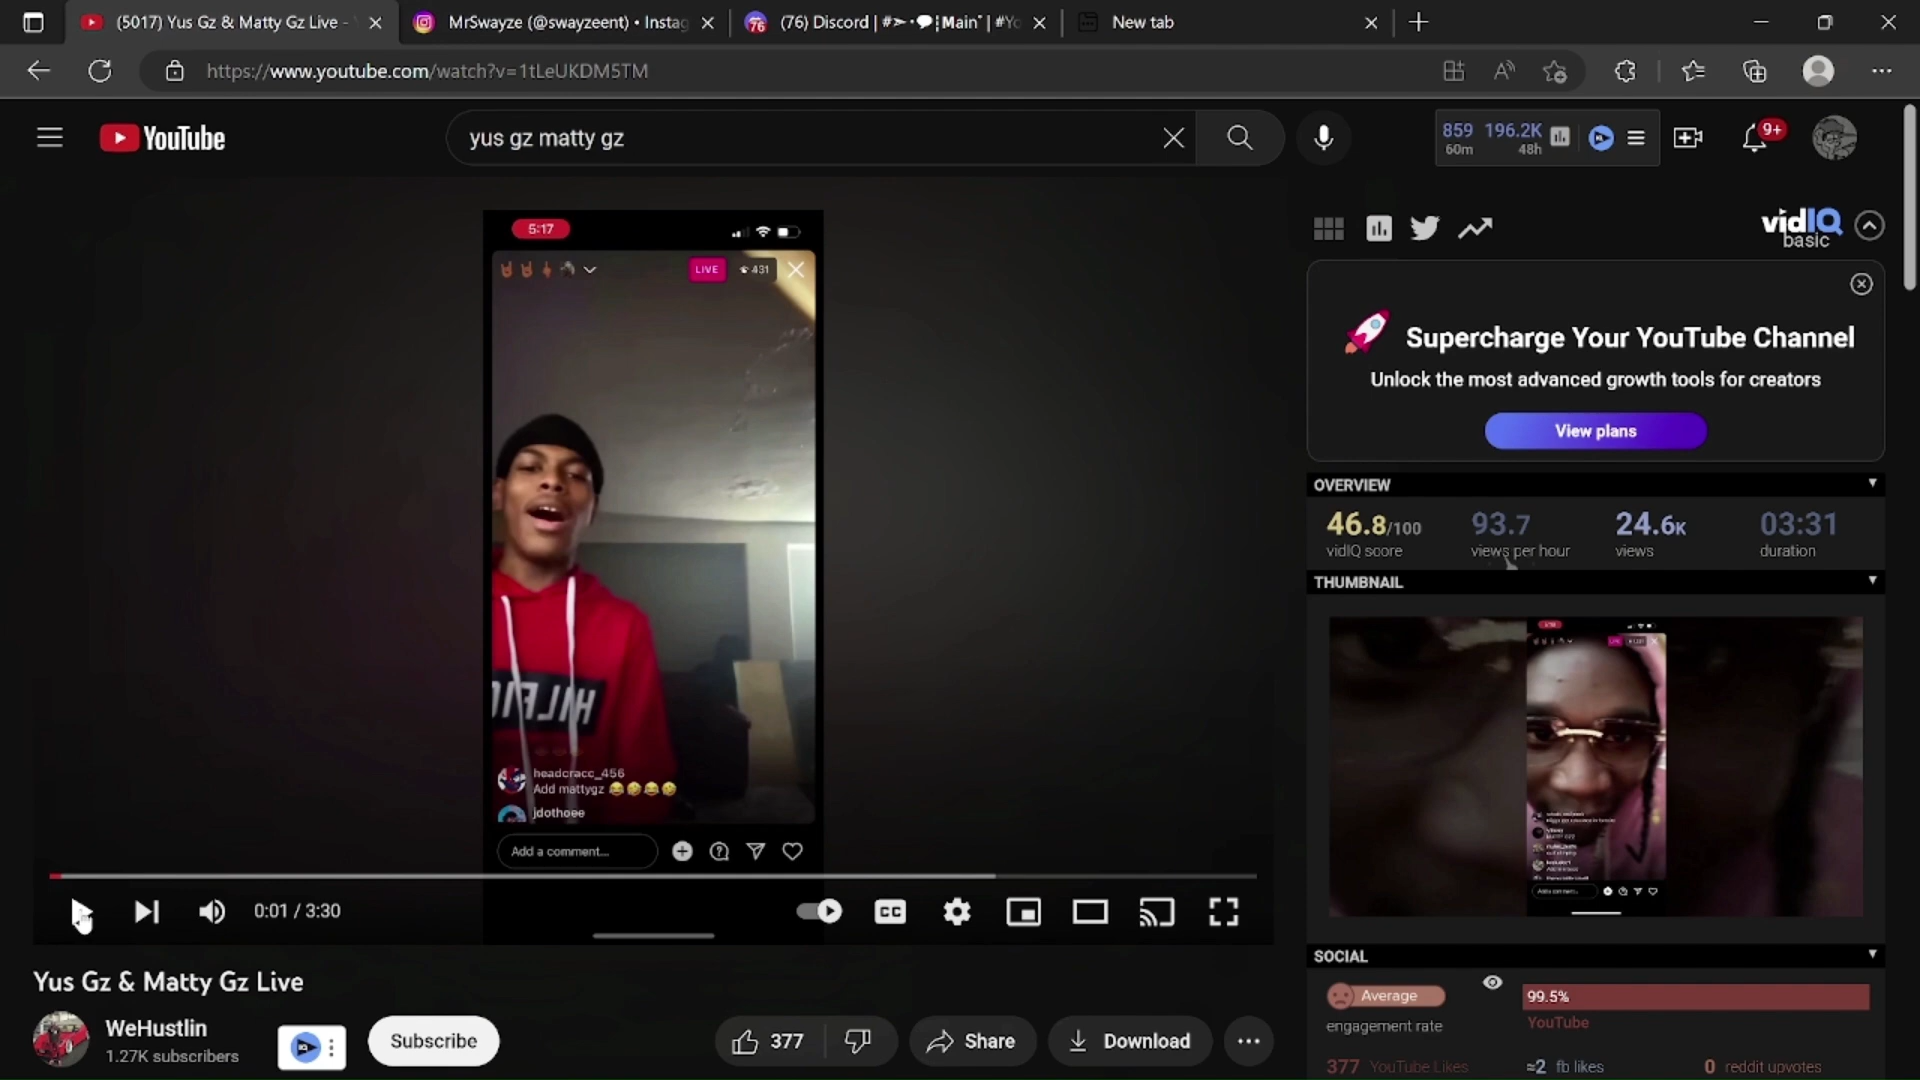 (5017) Yus Gz & Matty Gz Live -
MrSwayze (@swayzeent) • Instag
76
(76) Discord | #➣•💬¦Main" | #Yo
New tab
https://www.youtube.com/watch?v=1tLeUKDM5TM
YouTube
yus gz matty gz
859
60m
196.2K
48h
9+
5:17
LIVE
431
headcracc_456
Add mattygz 😂🤣😂🤣
jdothoee
Add a comment...
0:01 / 3:30
CC
Yus Gz & Matty Gz Live
WeHustlin
1.27K subscribers
Subscribe
377
Share
Download
vidIQ
basic
Supercharge Your YouTube Channel
Unlock the most advanced growth tools for creators
View plans
OVERVIEW
46.8/100
vidIQ score
93.7
views per hour
24.6K
views
03:31
duration
THUMBNAIL
SOCIAL
Average
engagement rate
99.5%
YouTube
377 YouTube Likes
≈2 fb likes
0 reddit upvotes